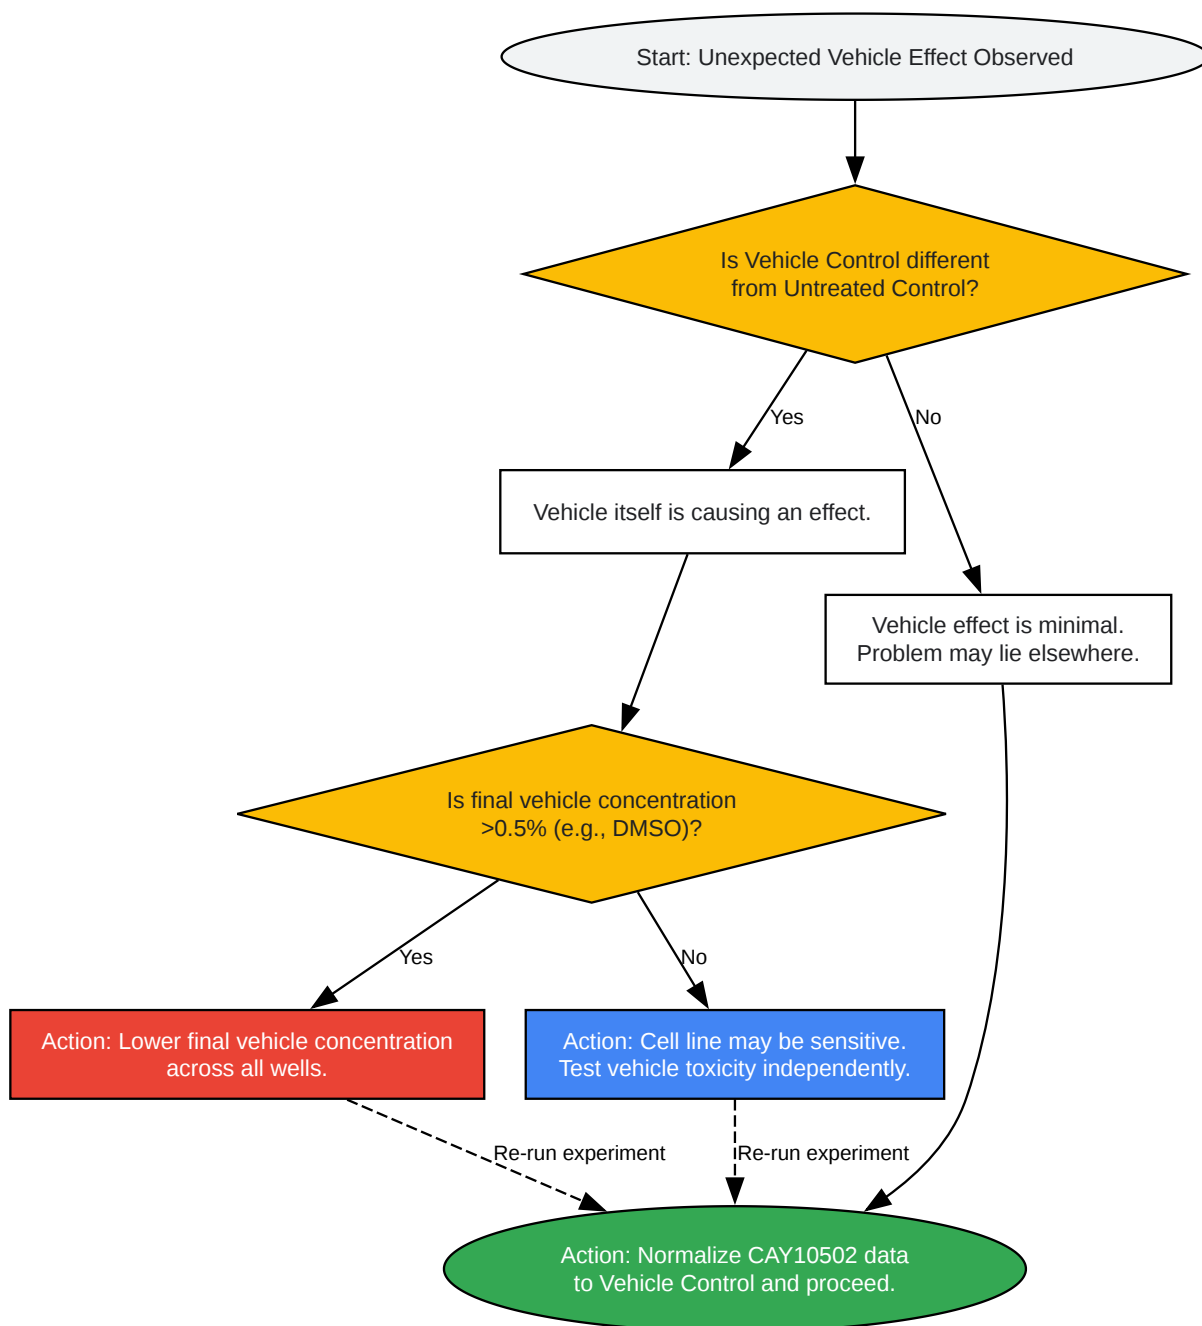 Start: Unexpected Vehicle Effect Observed
Is Vehicle Control different
from Untreated Control?
Yes
No
Vehicle itself is causing an effect.
Vehicle effect is minimal.
Problem may lie elsewhere.
Is final vehicle concentration
>0.5% (e.g., DMSO)?
Yes
No
Action: Lower final vehicle concentration
across all wells.
Action: Cell line may be sensitive.
Test vehicle toxicity independently.
Re-run experiment
Re-run experiment
Action: Normalize CAY10502 data
to Vehicle Control and proceed.